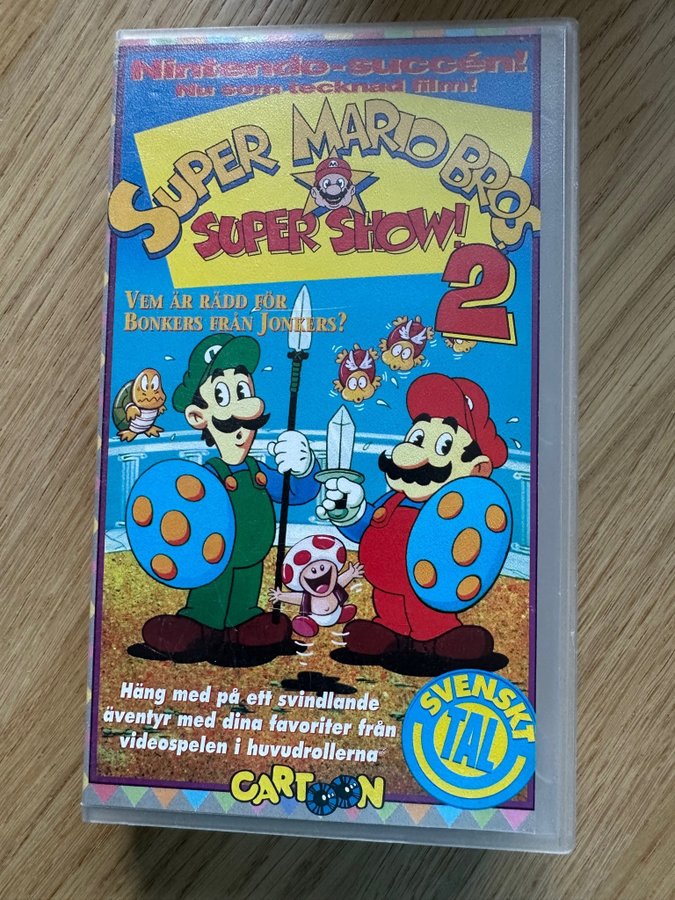 Nintendo-succén!
Nu som tecknad film!
SUPER MARIO BROS.
SUPER SHOW!
2
VEM ÄR RÄDD FÖR
BONKERS FRÅN JONKERS?
Häng med på ett svindlande
äventyr med dina favoriter från
videospelen i huvudrollerna
SVENSKT
TAL
CARTOON